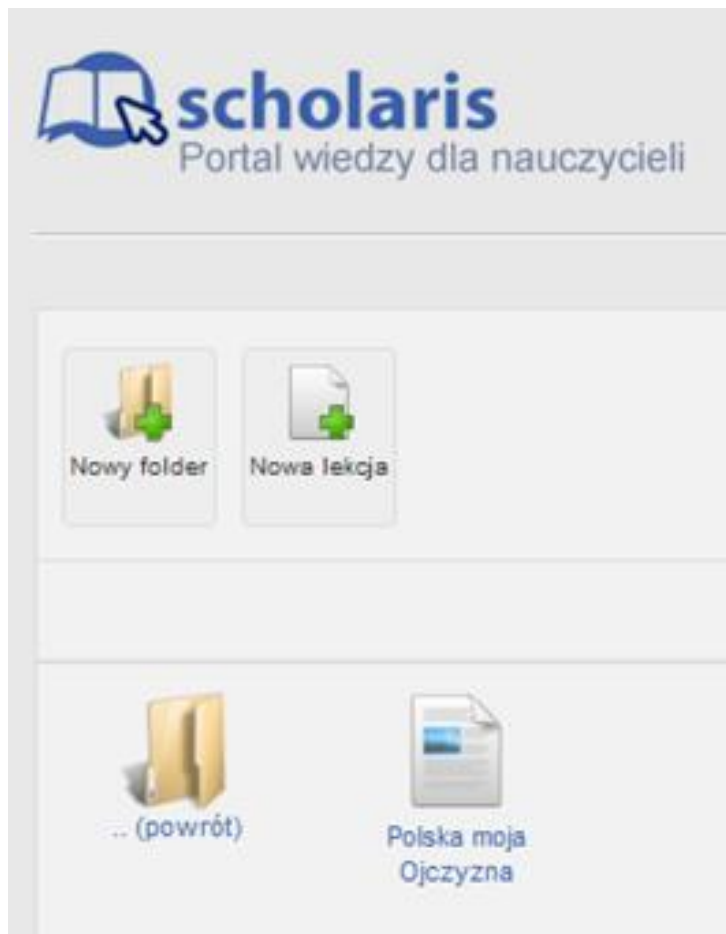 scholaris
Portal wiedzy dla nauczycieli
Nowy folder
Nowa lekcja
.. (powrót)
Polska moja
Ojczyzna